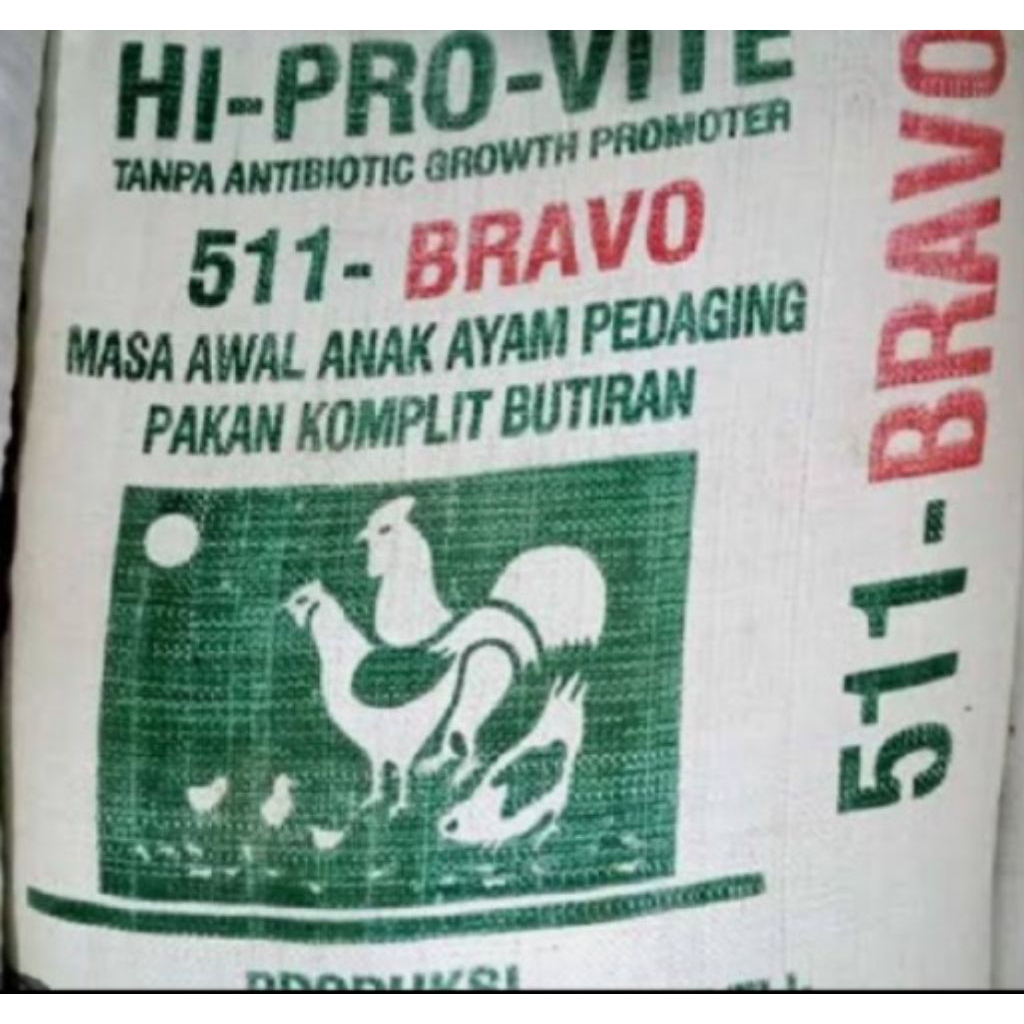 HI-PRO-VITE
TANPA ANTIBIOTIC GROWTH PROMOTER
511- BRAVO
MASA AWAL ANAK AYAM PEDAGING
PAKAN KOMPLIT BUTIRAN
PRODUKSI
511-BRAVO